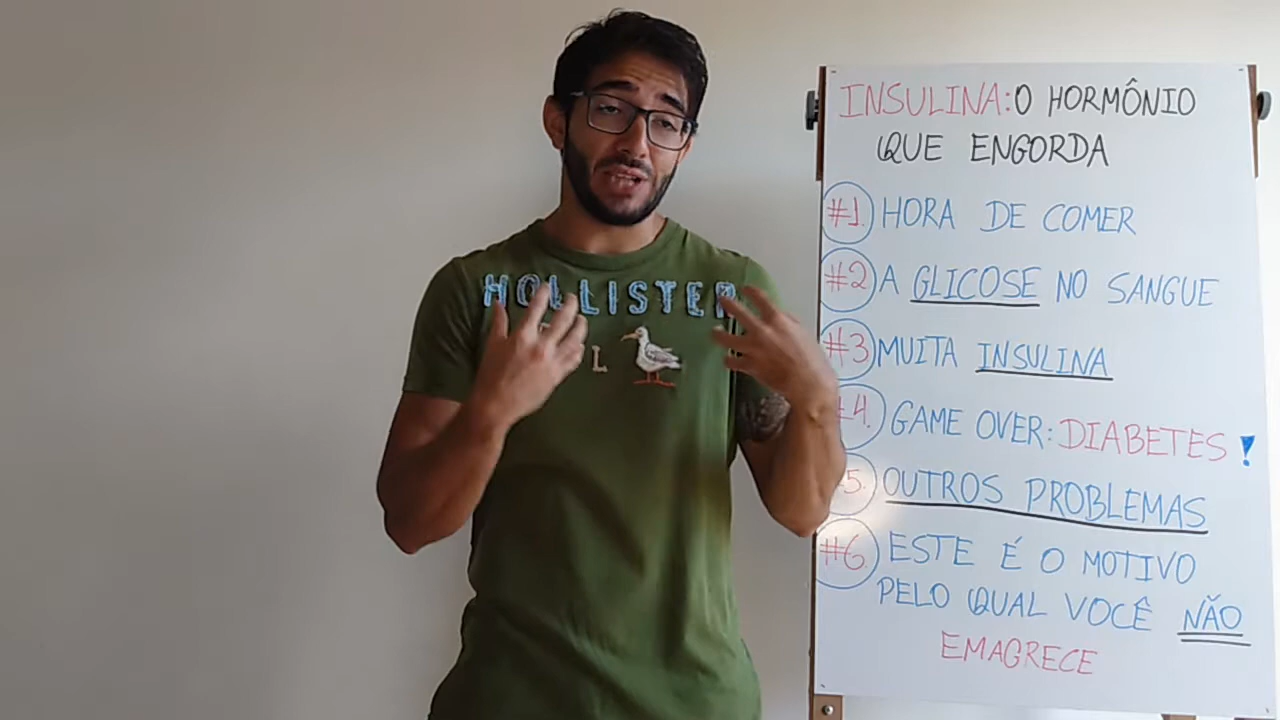 HOLLISTER
L
INSULINA: O HORMÔNIO
QUE ENGORDA
#1. HORA DE COMER
#2 A GLICOSE NO SANGUE
#3 MUITA INSULINA
#4. GAME OVER: DIABETES!
#5. OUTROS PROBLEMAS
#6. ESTE É O MOTIVO
PELO QUAL VOCÊ NÃO
EMAGRECE